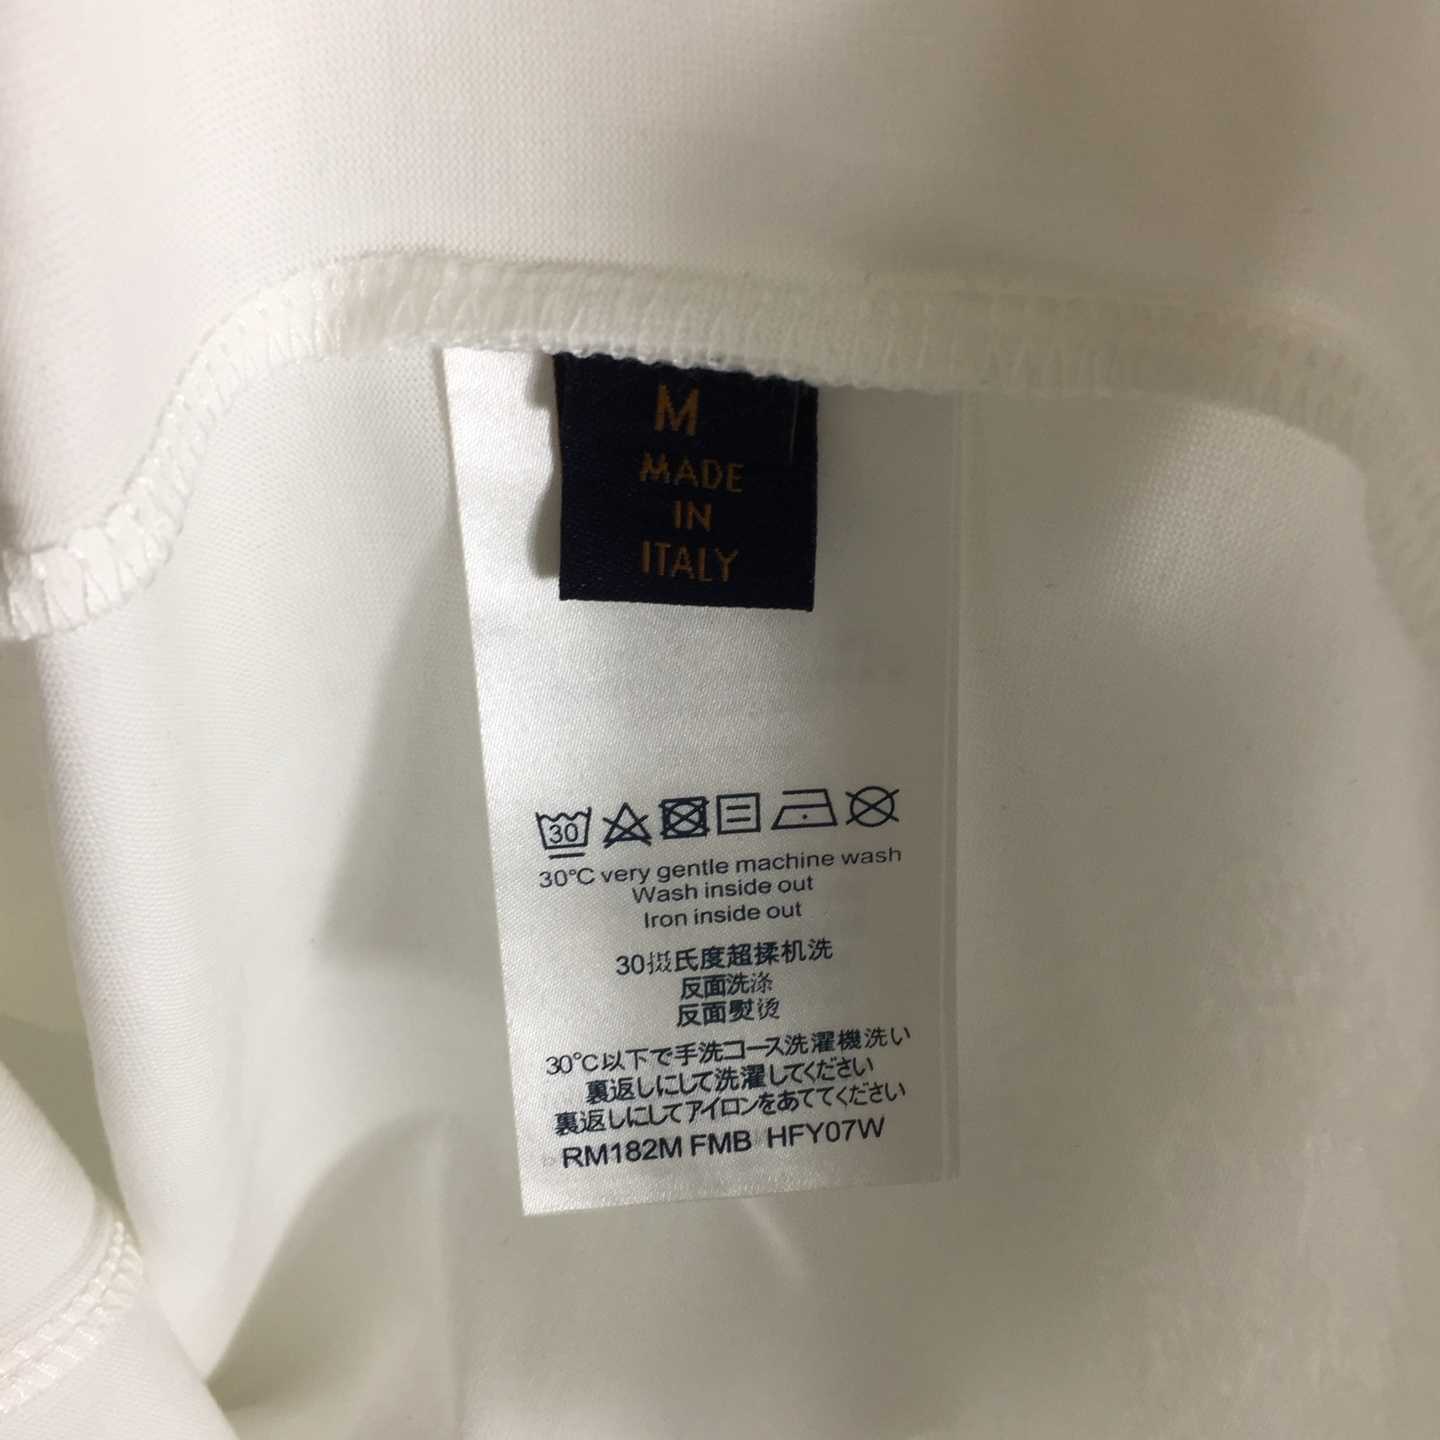 M
MADE
IN
ITALY
30
30°C very gentle machine wash
Wash inside out
Iron inside out
30摄氏度超揉机洗
反面洗涤
反面熨烫
30°C以下で手洗コース洗濯機洗い
裏返しにして洗濯してください
裏返しにしてアイロンをあててください
RM182M FMB HFY07W